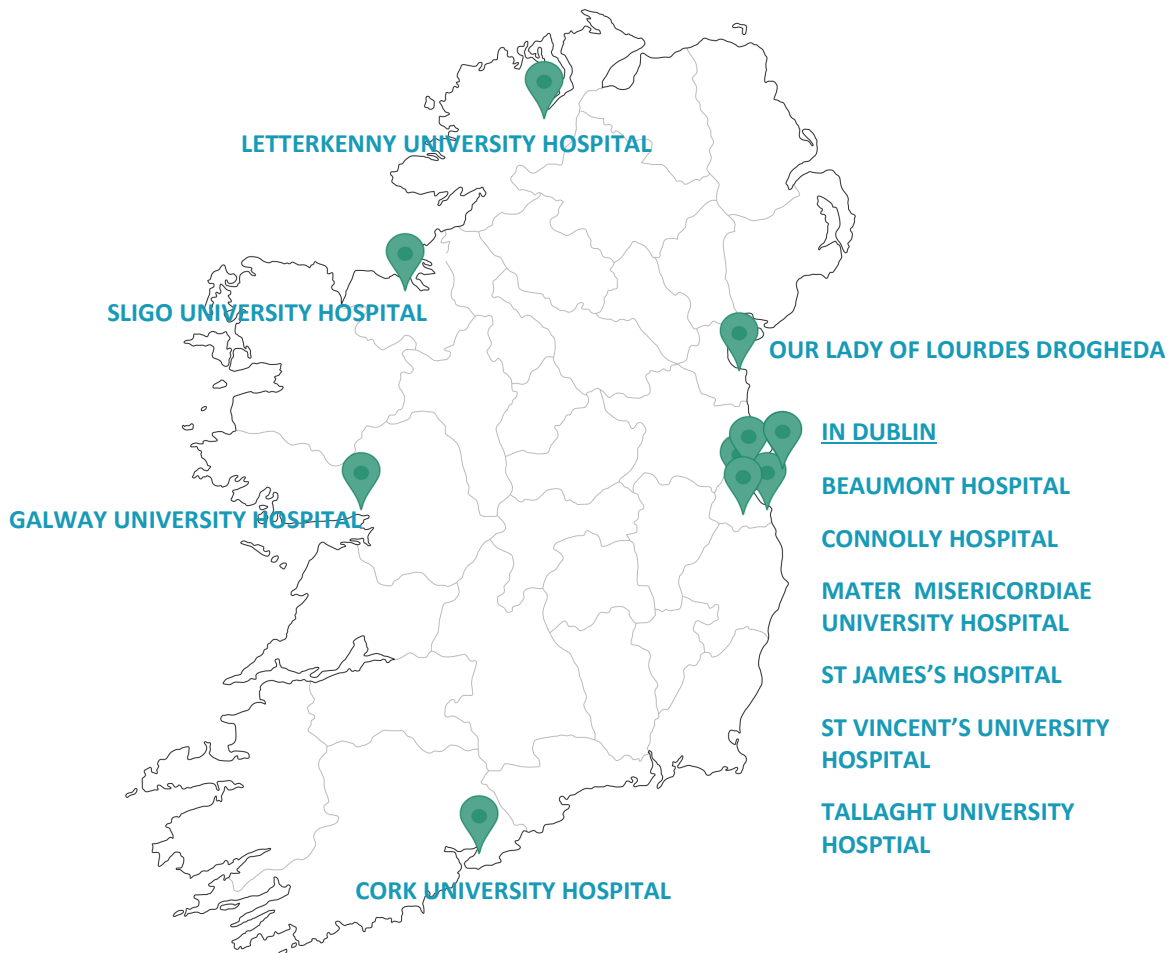 LETTERKENNY UNIVERSITY HOSPITAL
SLIGO UNIVERSITY HOSPITAL
OUR LADY OF LOURDES DROGHEDA
IN DUBLIN
BEAUMONT HOSPITAL
GALWAY UNIVERSITY HOSPITAL
CONNOLLY HOSPITAL
MATER MISERICORDIAE
UNIVERSITY HOSPITAL
ST JAMES’S HOSPITAL
ST VINCENT’S UNIVERSITY
HOSPITAL
TALLAGHT UNIVERSITY
HOSPTIAL
CORK UNIVERSITY HOSPITAL